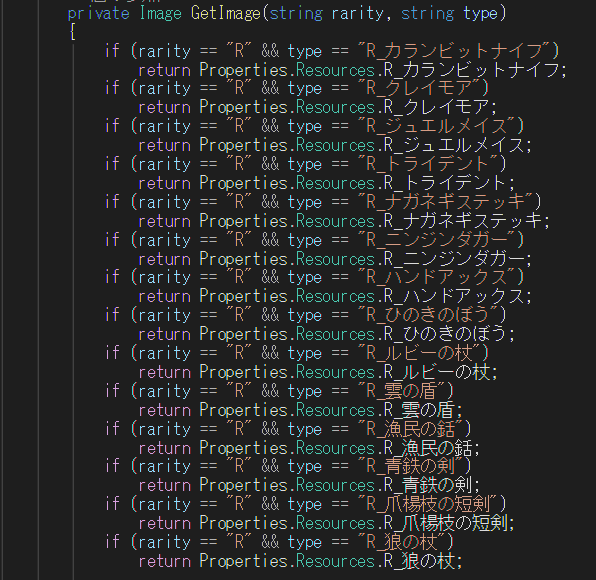 private Image GetImage(string rarity, string type)
{
if (rarity == "R" && type == "R_カランビットナイフ")
return Properties.Resources.R_カランビットナイフ;
if (rarity == "R" && type == "R_クレイモア")
return Properties.Resources.R_クレイモア;
if (rarity == "R" && type == "R_ジュエルメイス")
return Properties.Resources.R_ジュエルメイス;
if (rarity == "R" && type == "R_トライデント")
return Properties.Resources.R_トライデント;
if (rarity == "R" && type == "R_ナガネギステッキ")
return Properties.Resources.R_ナガネギステッキ;
if (rarity == "R" && type == "R_ニンジンダガー")
return Properties.Resources.R_ニンジンダガー;
if (rarity == "R" && type == "R_ハンドアックス")
return Properties.Resources.R_ハンドアックス;
if (rarity == "R" && type == "R_ひのきのぼう")
return Properties.Resources.R_ひのきのぼう;
if (rarity == "R" && type == "R_ルビーの杖")
return Properties.Resources.R_ルビーの杖;
if (rarity == "R" && type == "R_雲の盾")
return Properties.Resources.R_雲の盾;
if (rarity == "R" && type == "R_漁民の銛")
return Properties.Resources.R_漁民の銛;
if (rarity == "R" && type == "R_青鉄の剣")
return Properties.Resources.R_青鉄の剣;
if (rarity == "R" && type == "R_爪楊枝の短剣")
return Properties.Resources.R_爪楊枝の短剣;
if (rarity == "R" && type == "R_狼の杖")
return Properties.Resources.R_狼の杖;